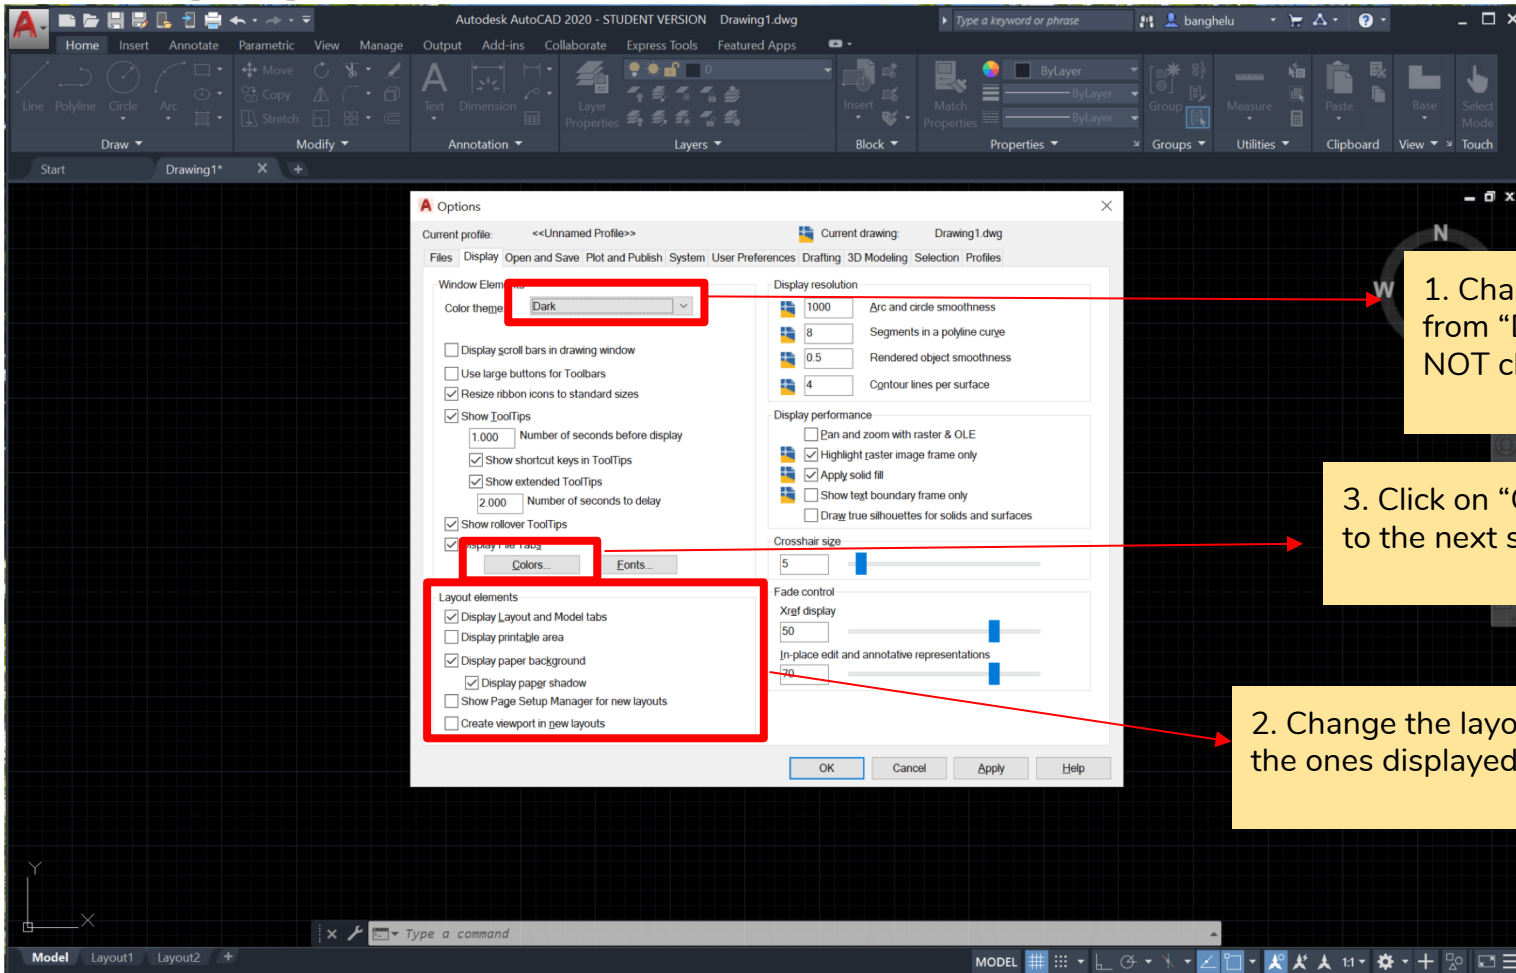 Autodesk AutoCAD 2020 - STUDENT VERSION Drawing1.dwg
Type a keyword or phrase
banghelu
Home Insert Annotate Parametric View Manage Output Add-ins Collaborate Express Tools Featured Apps
Line Polyline Circle Arc
Move
Copy
Stretch
Text Dimension
Layer
Properties
0
Insert
Match
Properties
ByLayer
ByLayer
ByLayer
Group
Measure
Paste
Base
Select
Mode
Draw Modify Annotation Layers Block Properties Groups Utilities Clipboard View Touch
Start Drawing1* +
Options
Current profile: <<Unnamed Profile>> Current drawing: Drawing1.dwg
Files Display Open and Save Plot and Publish System User Preferences Drafting 3D Modeling Selection Profiles
Window Elements
Color theme: Dark
Display scroll bars in drawing window
Use large buttons for Toolbars
Resize ribbon icons to standard sizes
Show ToolTips
1.000 Number of seconds before display
Show shortcut keys in ToolTips
Show extended ToolTips
2.000 Number of seconds to delay
Show rollover ToolTips
Display File Tabs
Colors... Fonts...
Layout elements
Display Layout and Model tabs
Display printable area
Display paper background
Display paper shadow
Show Page Setup Manager for new layouts
Create viewport in new layouts
Display resolution
1000 Arc and circle smoothness
8 Segments in a polyline curve
0.5 Rendered object smoothness
4 Contour lines per surface
Display performance
Pan and zoom with raster & OLE
Highlight raster image frame only
Apply solid fill
Show text boundary frame only
Draw true silhouettes for solids and surfaces
Crosshair size
5
Fade control
Xref display
50
In-place edit and annotative representations
70
OK Cancel Apply Help
N
W
1. Cha
from “D
NOT cl
3. Click on “C
to the next s
2. Change the layo
the ones displayed
Y
X
Type a command
Model Layout1 Layout2 +
MODEL 1:1